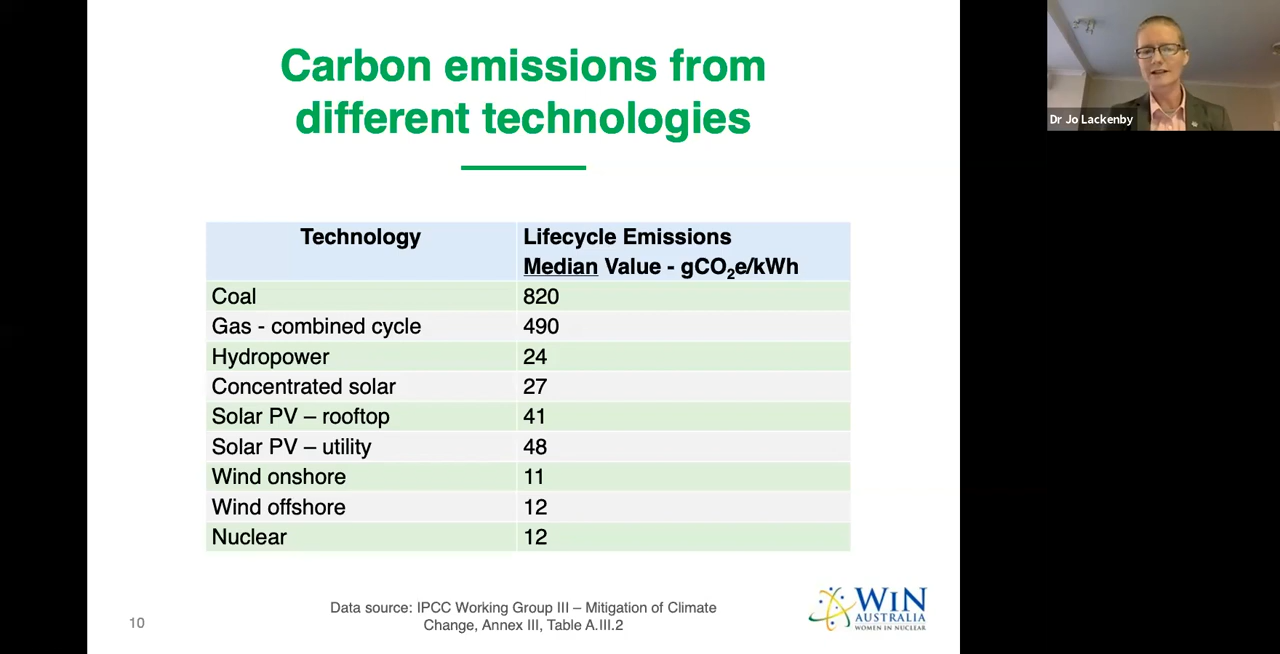 Carbon emissions from
different technologies
Technology
Lifecycle Emissions
Median Value - gCO₂e/kWh
Coal 820
Gas - combined cycle 490
Hydropower 24
Concentrated solar 27
Solar PV – rooftop 41
Solar PV – utility 48
Wind onshore 11
Wind offshore 12
Nuclear 12
Data source: IPCC Working Group III – Mitigation of Climate
Change, Annex III, Table A.III.2
10
WiN
AUSTRALIA
WOMEN IN NUCLEAR
Dr Jo Lackenby